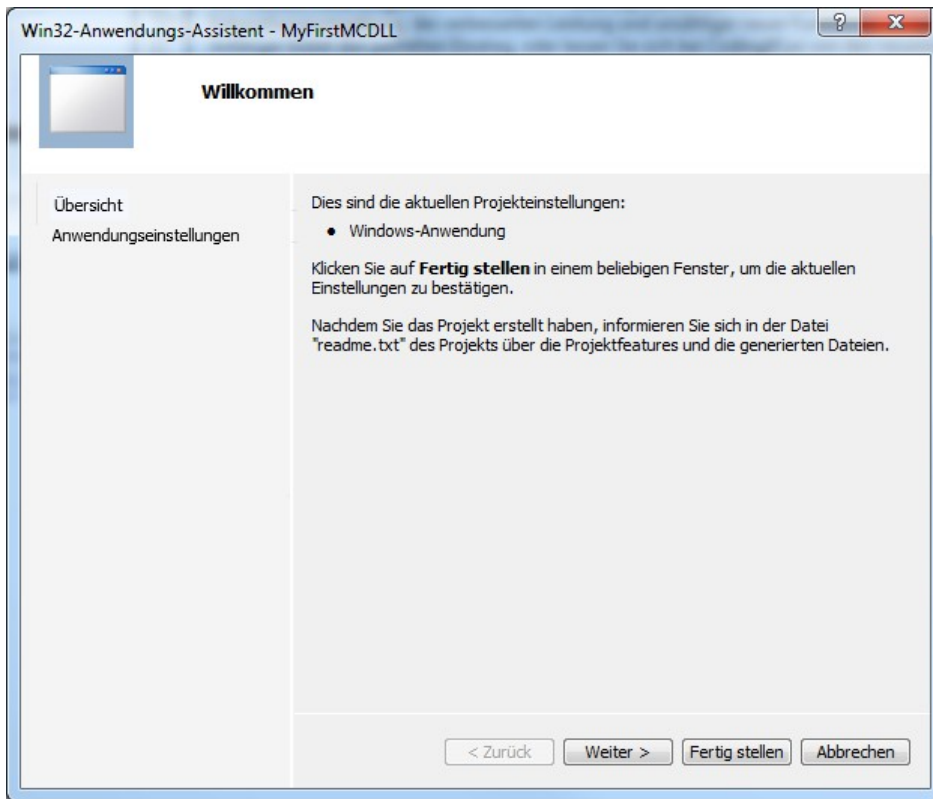 Win32-Anwendungs-Assistent - MyFirstMCDLL
Willkommen
Übersicht
Anwendungseinstellungen
Dies sind die aktuellen Projekteinstellungen:
• Windows-Anwendung
Klicken Sie auf Fertig stellen in einem beliebigen Fenster, um die aktuellen
Einstellungen zu bestätigen.
Nachdem Sie das Projekt erstellt haben, informieren Sie sich in der Datei
"readme.txt" des Projekts über die Projektfeatures und die generierten Dateien.
< Zurück Weiter > Fertig stellen Abbrechen